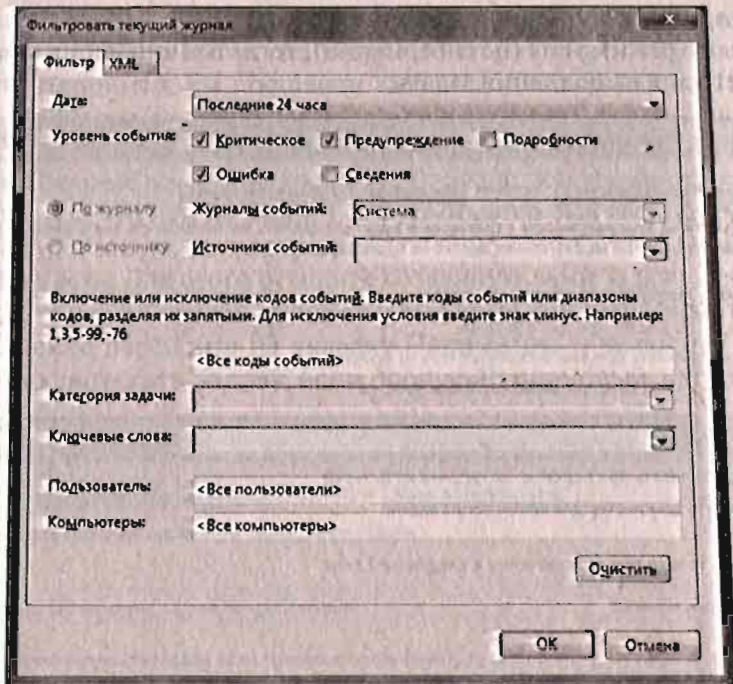 Фильтровать текущий журнал
Фильтр XML
Дата: Последние 24 часа
Уровень события: Критическое Предупреждение Подробности
Ошибка Сведения
По журналу Журналы событий: Система
По источнику Источники событий:
Включение или исключение кодов событий. Введите коды событий или диапазоны
кодов, разделяя их запятыми. Для исключения условия введите знак минус. Например:
1,3,5-99,-76
<Все коды событий>
Категория задачи:
Ключевые слова:
Пользователь: <Все пользователи>
Компьютеры: <Все компьютеры>
Очистить
OK Отмена